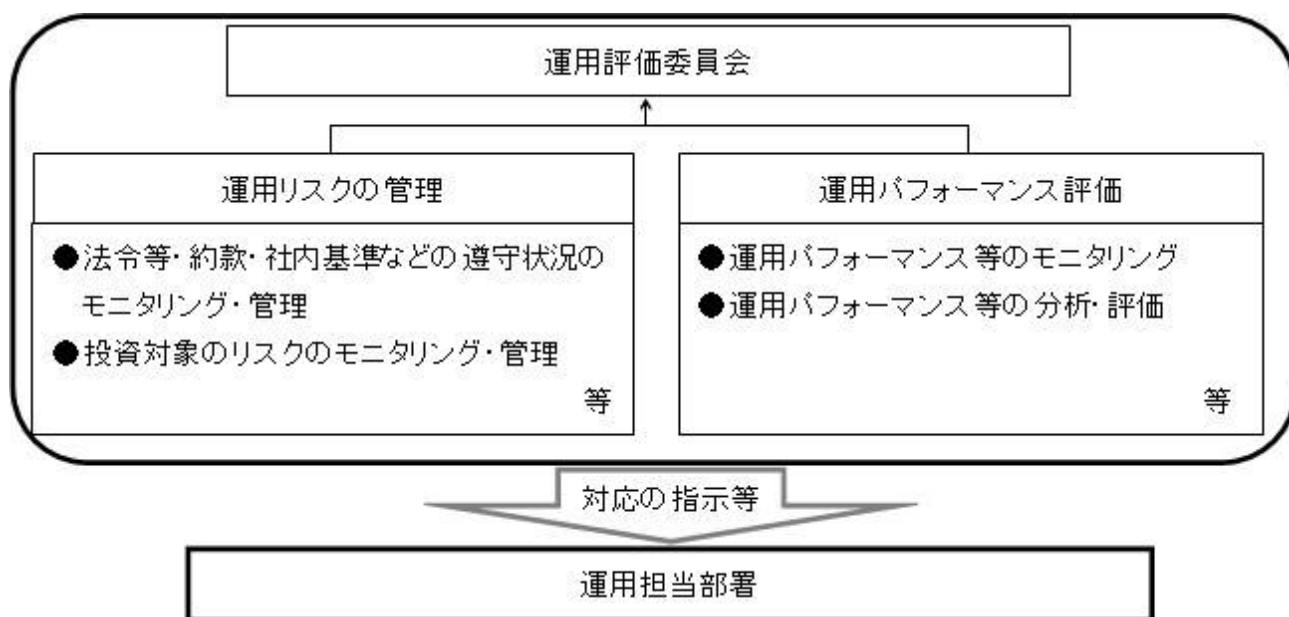 運用評価委員会
運用リスクの管理
●法令等・約款・社内基準などの遵守状況の
モニタリング・管理
●投資対象のリスクのモニタリング・管理
等
運用パフォーマンス評価
●運用パフォーマンス等のモニタリング
●運用パフォーマンス等の分析・評価
等
対応の指示等
運用担当部署